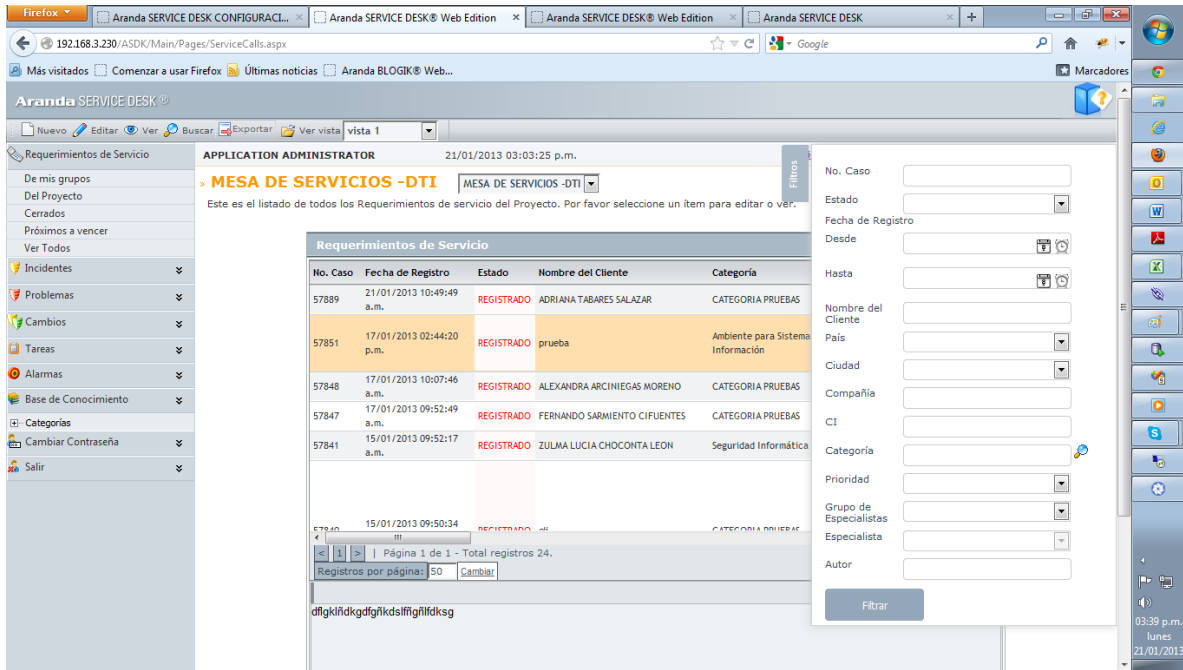 Firefox
Aranda SERVICE DESK CONFIGURACI...
Aranda SERVICE DESK® Web Edition
Aranda SERVICE DESK® Web Edition
Aranda SERVICE DESK
192.168.3.230/ASDK/Main/Pages/ServiceCalls.aspx
Google
Más visitados
Comenzar a usar Firefox
Últimas noticias
Aranda BLOGIK® Web...
Marcadores
Aranda SERVICE DESK ®
Nuevo Editar Ver Buscar Exportar Ver vista vista 1
Requerimientos de Servicio
De mis grupos
Del Proyecto
Cerrados
Próximos a vencer
Ver Todos
Incidentes
Problemas
Cambios
Tareas
Alarmas
Base de Conocimiento
Categorías
Cambiar Contraseña
Salir
APPLICATION ADMINISTRATOR 21/01/2013 03:03:25 p.m.
» MESA DE SERVICIOS -DTI MESA DE SERVICIOS -DTI
Este es el listado de todos los Requerimientos de servicio del Proyecto. Por favor seleccione un ítem para editar o ver.
Requerimientos de Servicio
No. Caso Fecha de Registro Estado Nombre del Cliente Categoría
57889 21/01/2013 10:49:49 a.m. REGISTRADO ADRIANA TABARES SALAZAR CATEGORIA PRUEBAS
57851 17/01/2013 02:44:20 p.m. REGISTRADO prueba Ambiente para Sistema Información
57848 17/01/2013 10:07:46 a.m. REGISTRADO ALEXANDRA ARCINIEGAS MORENO CATEGORIA PRUEBAS
57847 17/01/2013 09:52:49 a.m. REGISTRADO FERNANDO SARMIENTO CIFUENTES CATEGORIA PRUEBAS
57841 15/01/2013 09:52:17 a.m. REGISTRADO ZULMA LUCIA CHOCONTA LEON Seguridad Informática
15/01/2013 09:50:34 REGISTRADO CATEGORIA PRUEBAS
< 1 > | Página 1 de 1 - Total registros 24.
Registros por página: 50 Cambiar
dflgklñdkgdfgñkdslfñgñlfdksg
Filtros
No. Caso
Estado
Fecha de Registro
Desde
Hasta
Nombre del
Cliente
País
Ciudad
Compañía
CI
Categoría
Prioridad
Grupo de
Especialistas
Especialista
Autor
Filtrar
03:39 p.m.
lunes
21/01/2013